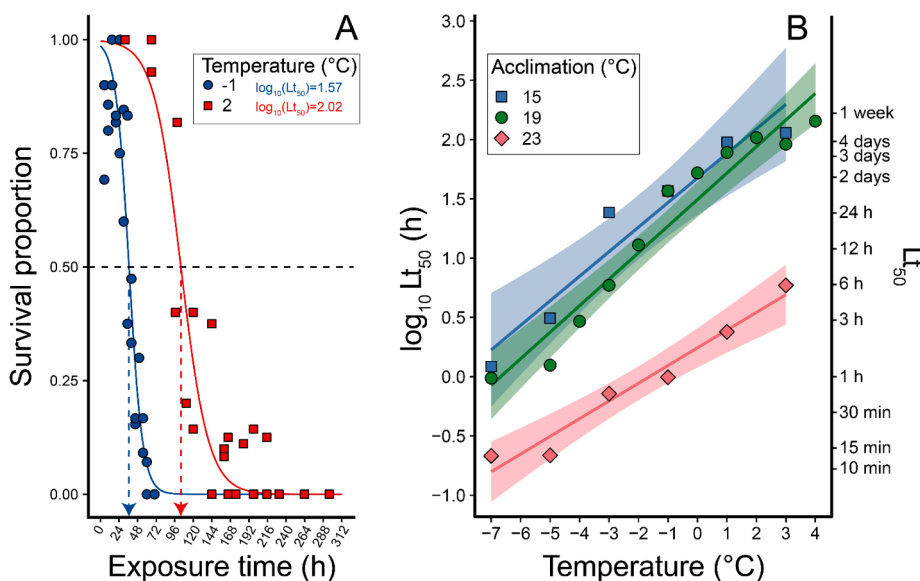 A
Survival proportion
1.00
0.75
0.50
0.25
0.00
Temperature (°C)
-1 log10(Lt50)=1.57
2 log10(Lt50)=2.02
0 24 48 72 96 120 144 168 192 216 240 264 288 312
Exposure time (h)
B
log10 Lt50 (h)
3.0
2.5
2.0
1.5
1.0
0.5
0.0
−0.5
−1.0
Acclimation (°C)
15
19
23
1 week
4 days
3 days
2 days
24 h
12 h
6 h
3 h
1 h
30 min
15 min
10 min
Lt50
−7 −6 −5 −4 −3 −2 −1 0 1 2 3 4
Temperature (°C)